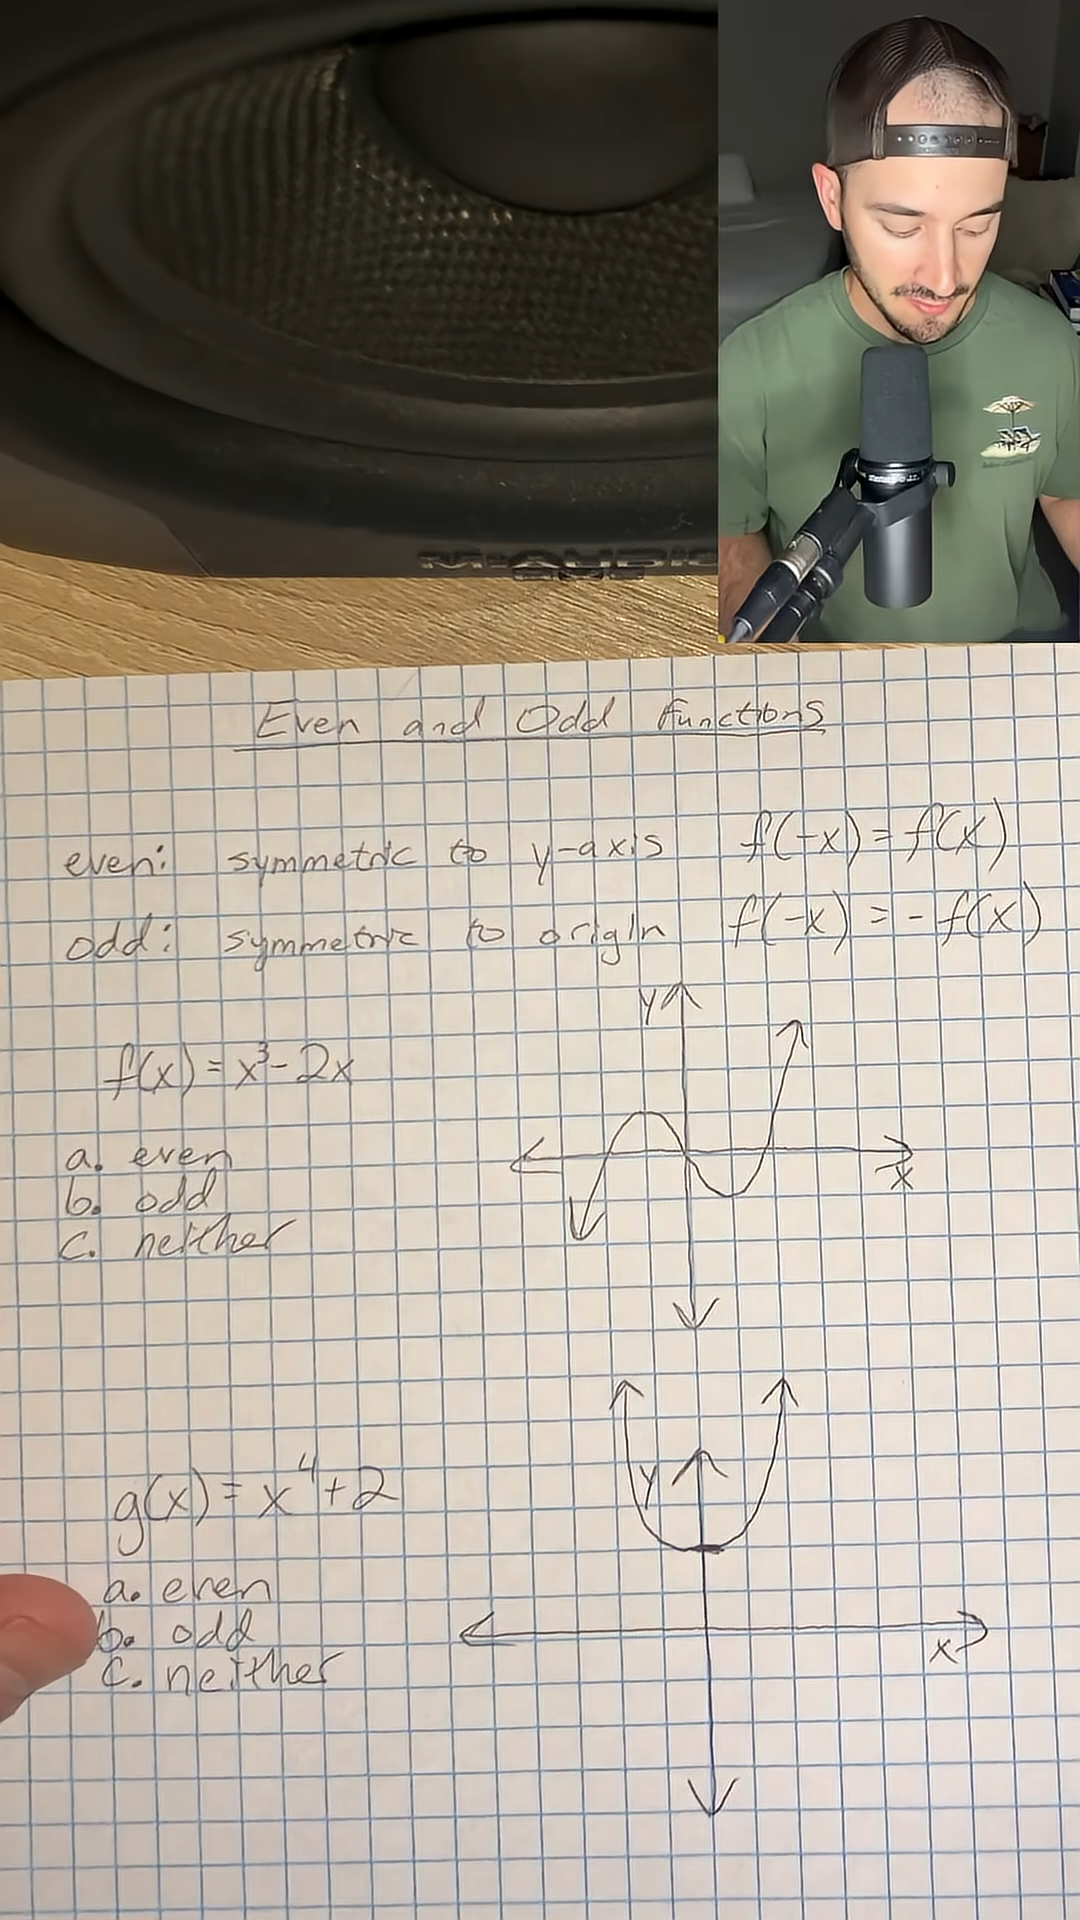 M-AUDIO
Even and Odd Functions
even: symmetric to y-axis f(-x) = f(x)
odd: symmetric to origin f(-x) = - f(x)
y
f(x) = x³- 2x
a. even
b. odd
c. neither
x
g(x) = x⁴+2
y
a. even
b. odd
c. neither
x